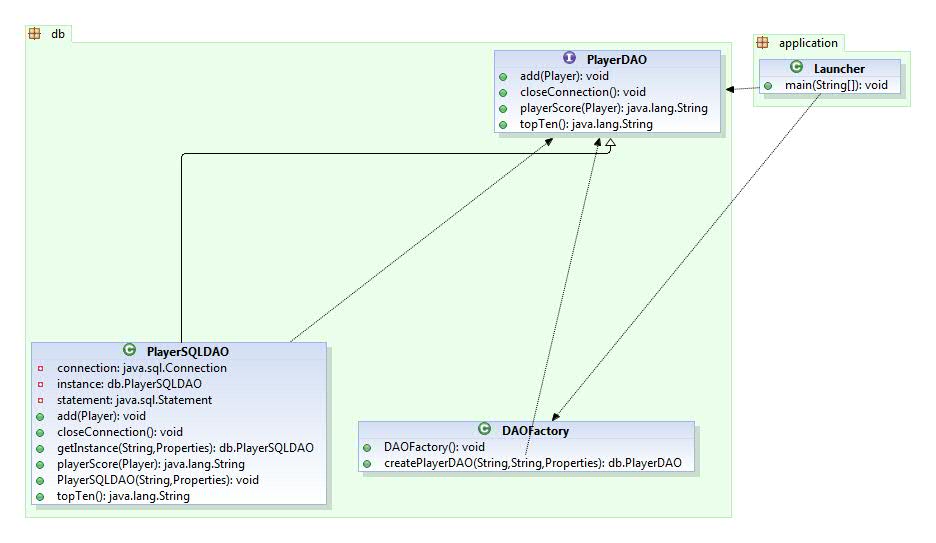 db
PlayerDAO
add(Player): void
closeConnection(): void
playerScore(Player): java.lang.String
topTen(): java.lang.String
application
Launcher
main(String[]): void
PlayerSQLDAO
connection: java.sql.Connection
instance: db.PlayerSQLDAO
statement: java.sql.Statement
add(Player): void
closeConnection(): void
getInstance(String,Properties): db.PlayerSQLDAO
playerScore(Player): java.lang.String
PlayerSQLDAO(String,Properties): void
topTen(): java.lang.String
DAOFactory
DAOFactory(): void
createPlayerDAO(String,String,Properties): db.PlayerDAO